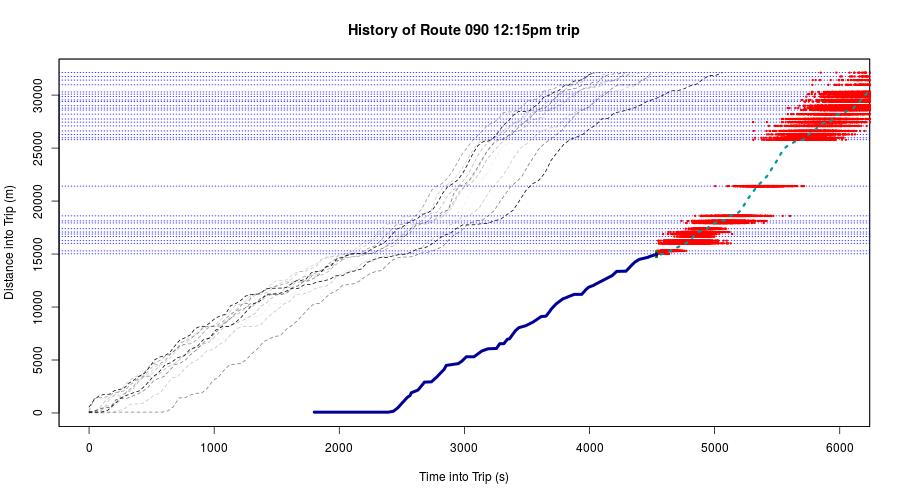 History of Route 090 12:15pm trip
Distance into Trip (m)
30000
25000
20000
15000
10000
5000
0
0 1000 2000 3000 4000 5000 6000
Time into Trip (s)